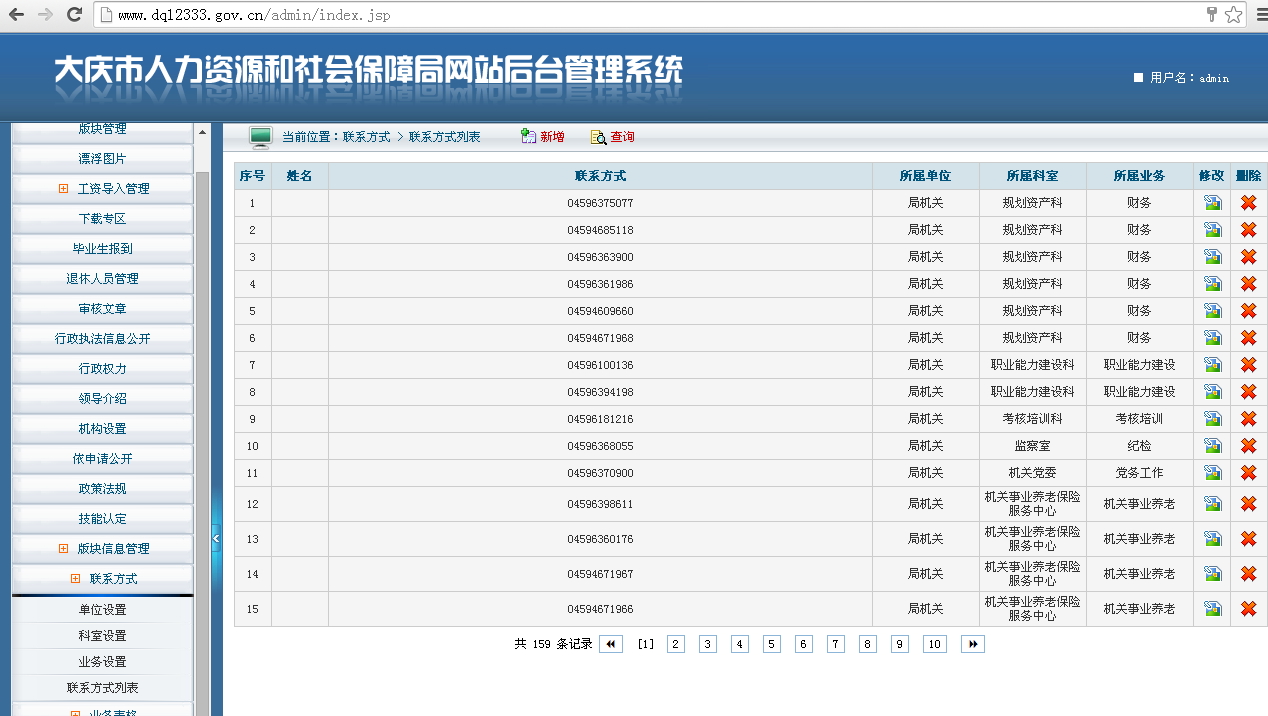 www.dq12333.gov.cn/admin/index.jsp
大庆市人力资源和社会保障局网站后台管理系统
用户名：admin
版块管理
漂浮图片
工资导入管理
下载专区
毕业生报到
退休人员管理
审核文章
行政执法信息公开
行政权力
领导介绍
机构设置
依申请公开
政策法规
技能认定
版块信息管理
联系方式
单位设置
科室设置
业务设置
联系方式列表
业务表格
当前位置：联系方式 > 联系方式列表 新增 查询
序号 姓名 联系方式 所属单位 所属科室 所属业务 修改 删除
1 04596375077 局机关 规划资产科 财务
2 04594685118 局机关 规划资产科 财务
3 04596363900 局机关 规划资产科 财务
4 04596361986 局机关 规划资产科 财务
5 04594609660 局机关 规划资产科 财务
6 04594671968 局机关 规划资产科 财务
7 04596100136 局机关 职业能力建设科 职业能力建设
8 04596394198 局机关 职业能力建设科 职业能力建设
9 04596181216 局机关 考核培训科 考核培训
10 04596368055 局机关 监察室 纪检
11 04596370900 局机关 机关党委 党务工作
12 04596398611 局机关 机关事业养老保险 机关事业养老
服务中心
13 04596360176 局机关 机关事业养老保险 机关事业养老
服务中心
14 04594671967 局机关 机关事业养老保险 机关事业养老
服务中心
15 04594671966 局机关 机关事业养老保险 机关事业养老
服务中心
共 159 条记录 [1] 2 3 4 5 6 7 8 9 10